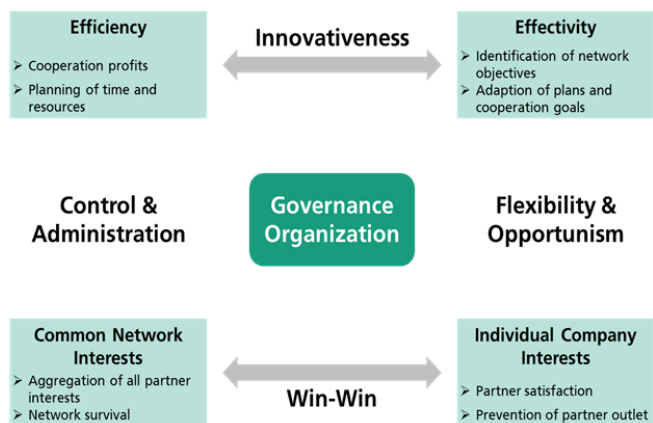 Efficiency
➢ Cooperation profits
➢ Planning of time and
resources
Innovativeness
Effectivity
➢ Identification of network
objectives
➢ Adaption of plans and
cooperation goals
Control &
Administration
Governance
Organization
Flexibility &
Opportunism
Common Network
Interests
➢ Aggregation of all partner
interests
➢ Network survival
Win-Win
Individual Company
Interests
➢ Partner satisfaction
➢ Prevention of partner outlet